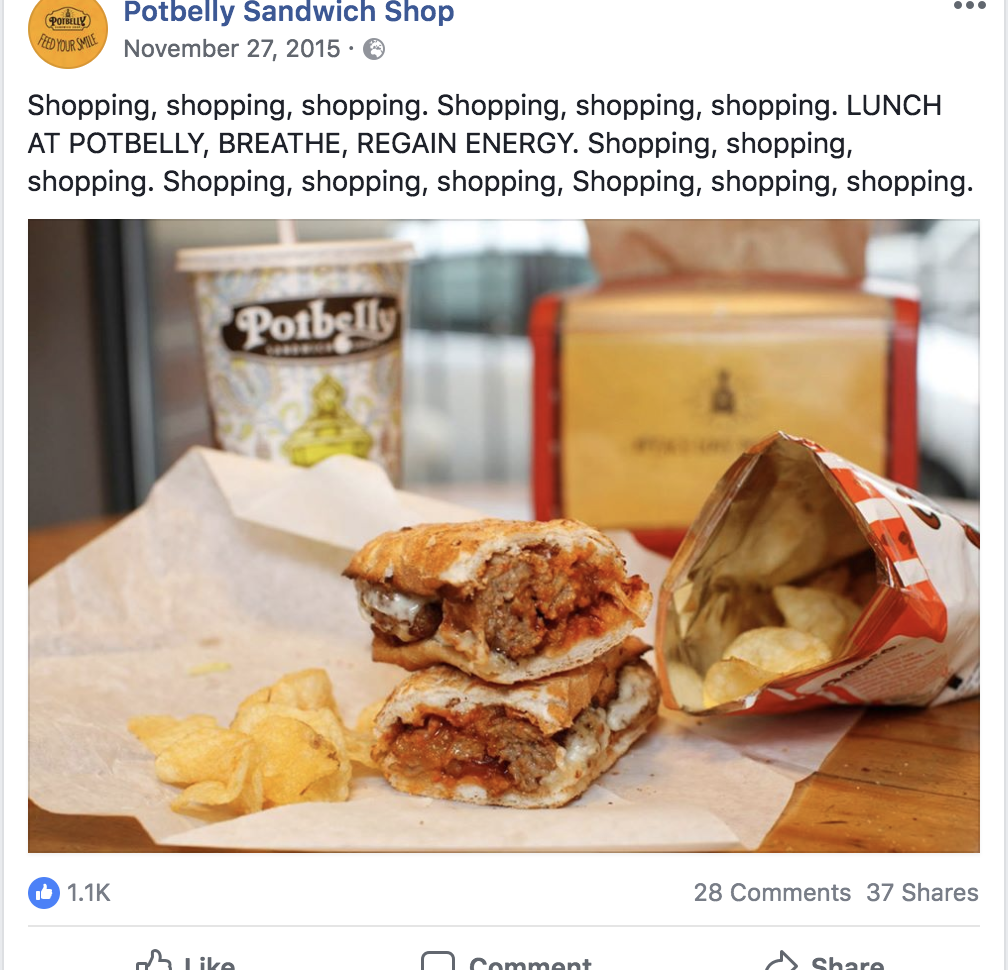 POTBELLY
FEED YOUR SMILE
Potbelly Sandwich Shop
November 27, 2015 ·
Shopping, shopping, shopping. Shopping, shopping, shopping. LUNCH
AT POTBELLY, BREATHE, REGAIN ENERGY. Shopping, shopping,
shopping. Shopping, shopping, shopping, Shopping, shopping, shopping.
Potbelly
SANDWICH
1.1K
28 Comments 37 Shares
Like
Comment
Share